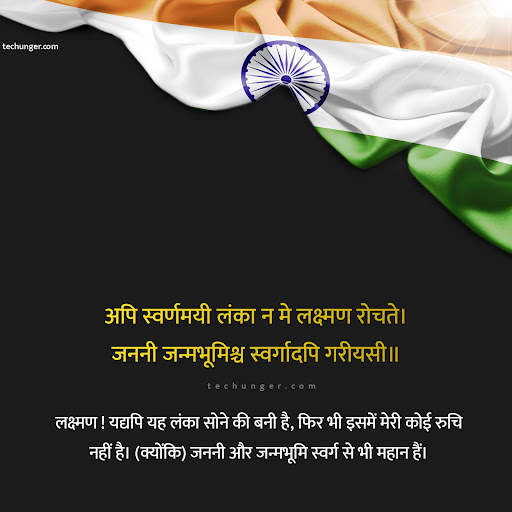 techunger.com
अपि स्वर्णमयी लंका न मे लक्ष्मण रोचते।
जननी जन्मभूमिश्च स्वर्गादपि गरीयसी॥
techunger.com
लक्ष्मण ! यद्यपि यह लंका सोने की बनी है, फिर भी इसमें मेरी कोई रुचि
नहीं है। (क्योंकि) जननी और जन्मभूमि स्वर्ग से भी महान हैं।